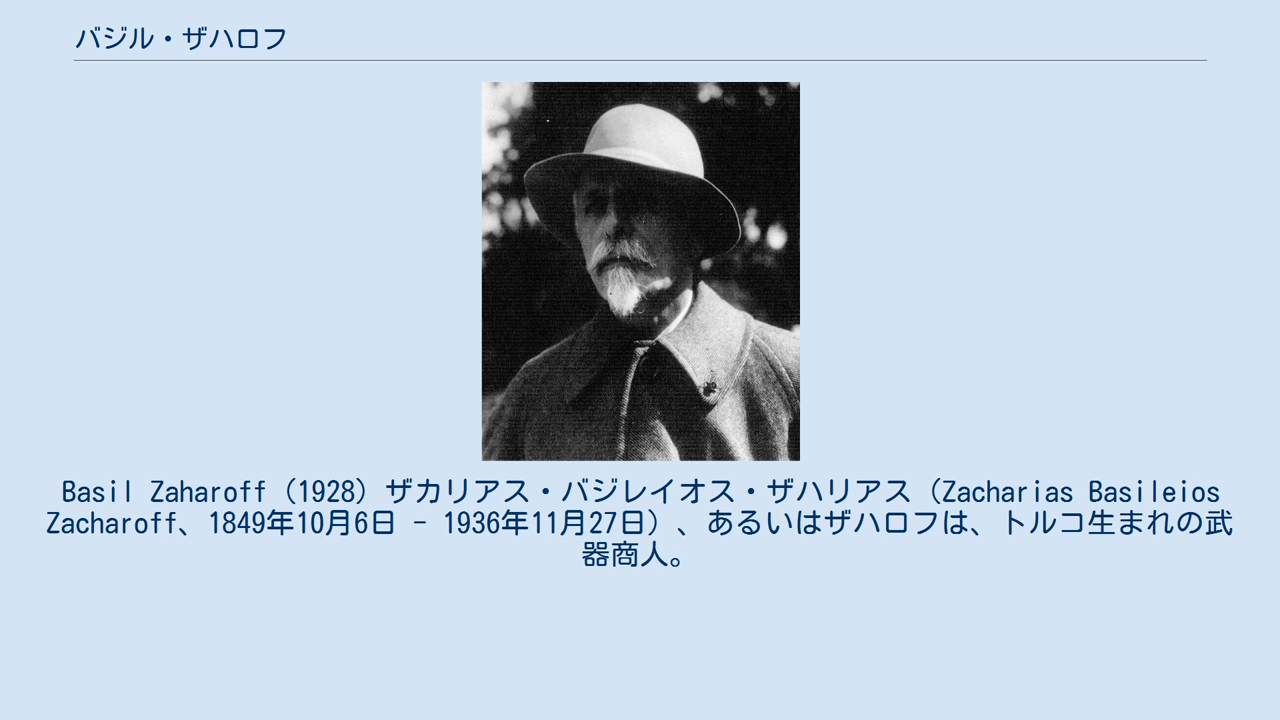 バジル・ザハロフ
Basil Zaharoff（1928）ザカリアス・バジレイオス・ザハリアス（Zacharias Basileios
Zacharoff、1849年10月6日 - 1936年11月27日）、あるいはザハロフは、トルコ生まれの武
器商人。